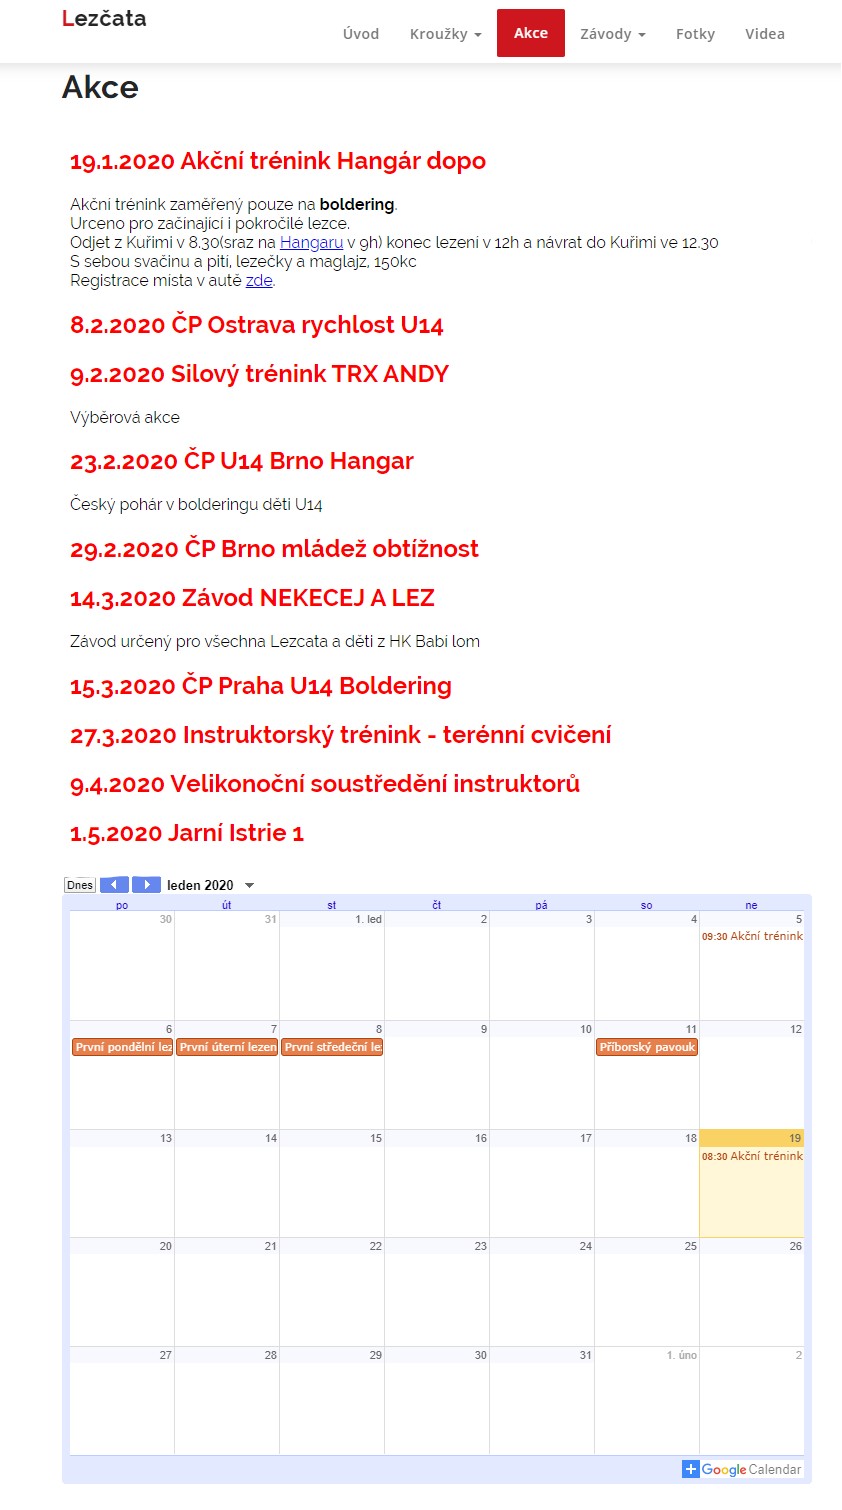 Lezčata
Úvod Kroužky Akce Závody Fotky Videa
Akce
19.1.2020 Akční trénink Hangár dopo
Akční trénink zaměřený pouze na boldering.
Urceno pro začínající i pokročilé lezce.
Odjet z Kuřimi v 8.30(sraz na Hangaru v 9h) konec lezení v 12h a návrat do Kuřimi ve 12.30
S sebou svačinu a pití, lezečky a maglajz, 150kc
Registrace místa v autě zde.
8.2.2020 ČP Ostrava rychlost U14
9.2.2020 Silový trénink TRX ANDY
Výběrová akce
23.2.2020 ČP U14 Brno Hangar
Český pohár v bolderingu děti U14
29.2.2020 ČP Brno mládež obtížnost
14.3.2020 Závod NEKECEJ A LEZ
Závod určený pro všechna Lezcata a děti z HK Babí lom
15.3.2020 ČP Praha U14 Boldering
27.3.2020 Instruktorský trénink - terénní cvičení
9.4.2020 Velikonoční soustředění instruktorů
1.5.2020 Jarní Istrie 1
Dnes leden 2020
po út st čt pá so ne
30 31 1. led 2 3 4 5
09:30 Akční trénink
6 7 8 9 10 11 12
První pondělní lez První úterní lezen První středeční le Příborský pavouk
13 14 15 16 17 18 19
08:30 Akční trénink
20 21 22 23 24 25 26
27 28 29 30 31 1. úno 2
Google Calendar